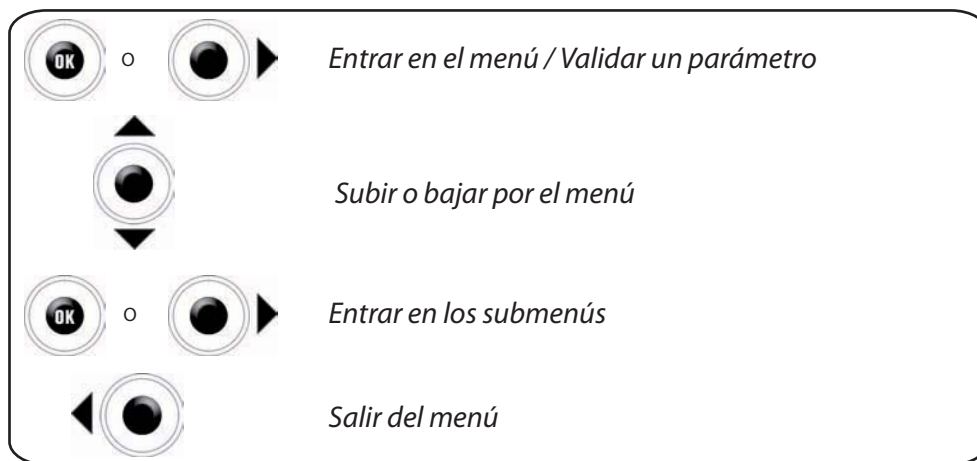 OK o Entrar en el menú / Validar un parámetro
Subir o bajar por el menú
OK o Entrar en los submenús
Salir del menú